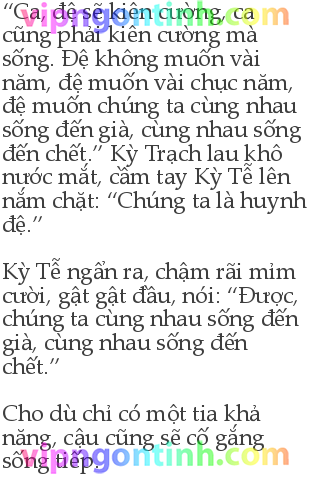 “Ca, đệ sẽ kiên cường, ca
cũng phải kiên cường mà
sống. Đệ không muốn vài
năm, đệ muốn vài chục năm,
đệ muốn chúng ta cùng nhau
sống đến già, cùng nhau sống
đến chết.” Kỳ Trạch lau khô
nước mắt, cầm tay Kỳ Tễ lên
nắm chặt: “Chúng ta là huynh
đệ.”
Kỳ Tễ ngẩn ra, chậm rãi mỉm
cười, gật gật đầu, nói: “Được,
chúng ta cùng nhau sống đến
già, cùng nhau sống đến
chết.”
Cho dù chỉ có một tia khả
năng, cậu cũng sẽ cố gắng
sống tiếp.
vipngontinh.com
vipngontinh.com